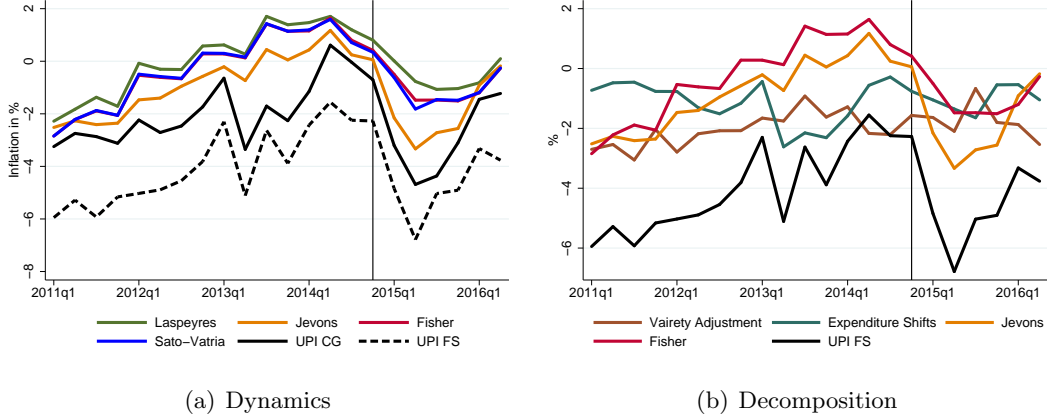 2
0
−2
−4
−6
−8
Inflation in %
2011q1 2012q1 2013q1 2014q1 2015q1 2016q1
Laspeyres Jevons Fisher
Sato−Vatria UPI CG UPI FS
(a) Dynamics
2
0
−2
−4
−6
%
2011q1 2012q1 2013q1 2014q1 2015q1 2016q1
Vairety Adjustment Expenditure Shifts Jevons
Fisher UPI FS
(b) Decomposition